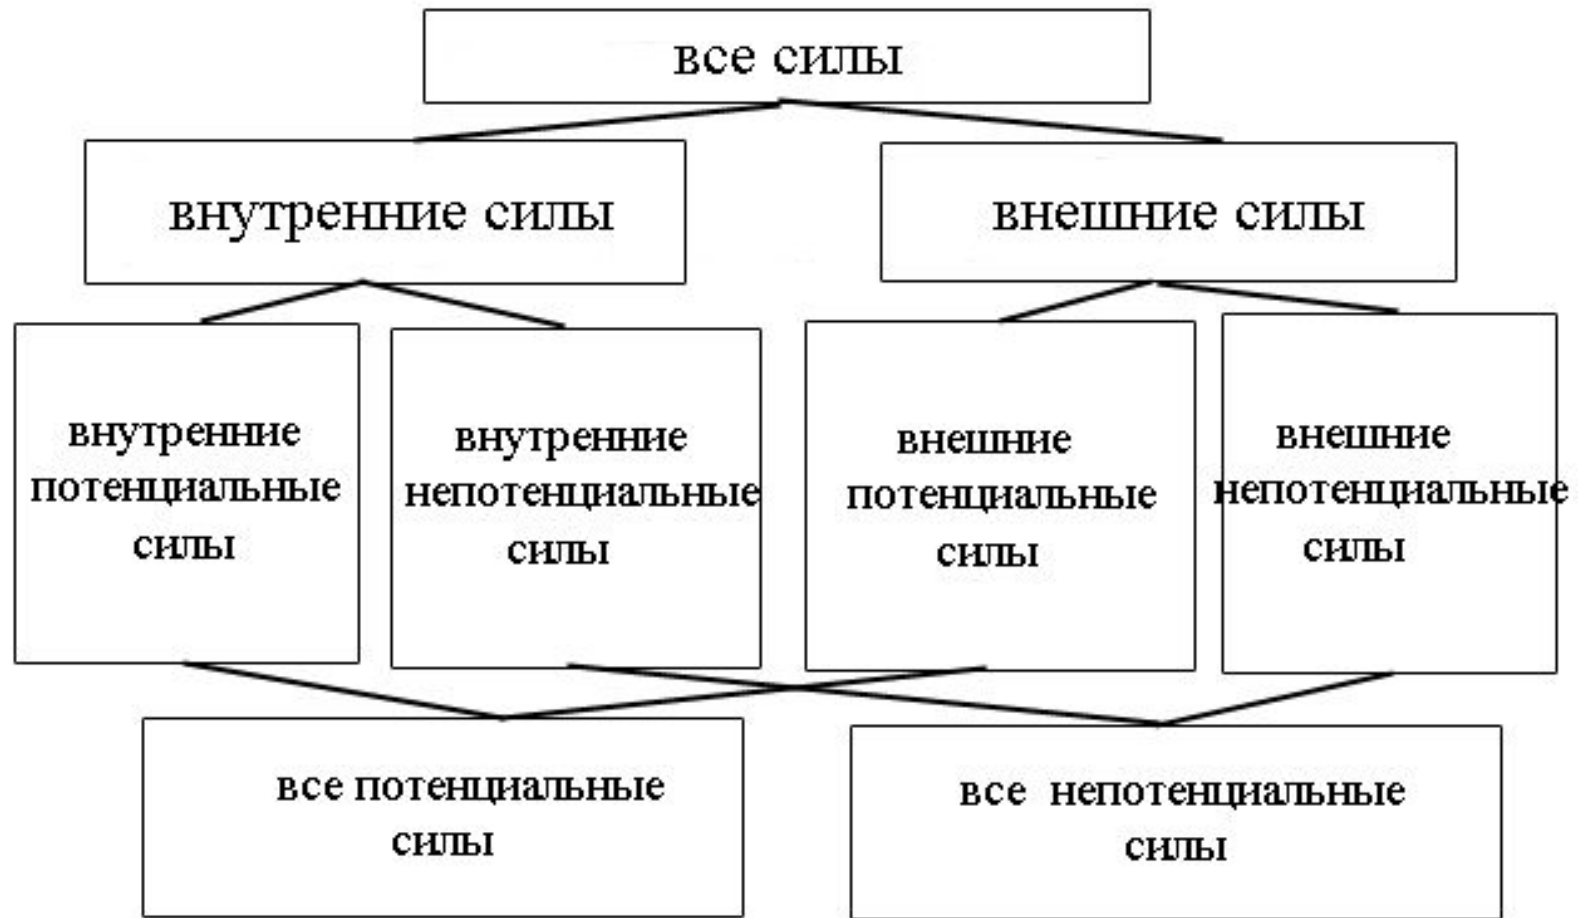 все силы
внутренние силы
внешние силы
внутренние
потенциальные
силы
внутренние
непотенциальные
силы
внешние
потенциальные
силы
внешние
непотенциальные
силы
все потенциальные
силы
все непотенциальные
силы